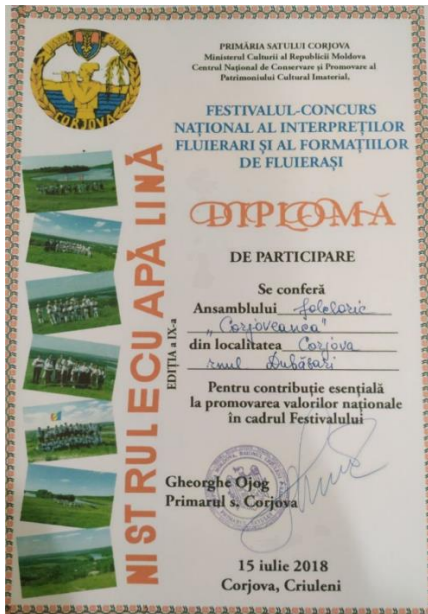 CORJOVA
PRIMĂRIA SATULUI CORJOVA
Ministerul Culturii al Republicii Moldova
Centrul Național de Conservare și Promovare al
Patrimoniului Cultural Imaterial,
FESTIVALUL-CONCURS
NAȚIONAL AL INTERPREȚILOR
FLUIERARI ȘI AL FORMAȚIILOR
DE FLUIERAȘI
DIPLOMĂ
DE PARTICIPARE
Se conferă
Ansamblului folcloric
"Corjoveanca"
din localitatea Corjova
rnul Dubăsari
Pentru contribuție esențială
la promovarea valorilor naționale
în cadrul Festivalului
NISTRULE CU APĂ LINĂ
EDIȚIA a IX-a
Gheorghe Ojog
Primarul s. Corjova
15 iulie 2018
Corjova, Criuleni